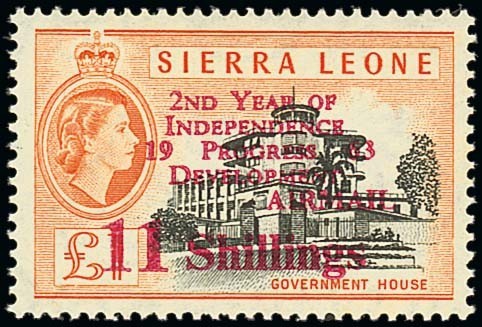 SIERRA LEONE
2ND YEAR OF
INDEPENDENCE
19 PROGRESS 63
DEVELOPMENT
AIRMAIL
£1
11 Shillings
GOVERNMENT HOUSE